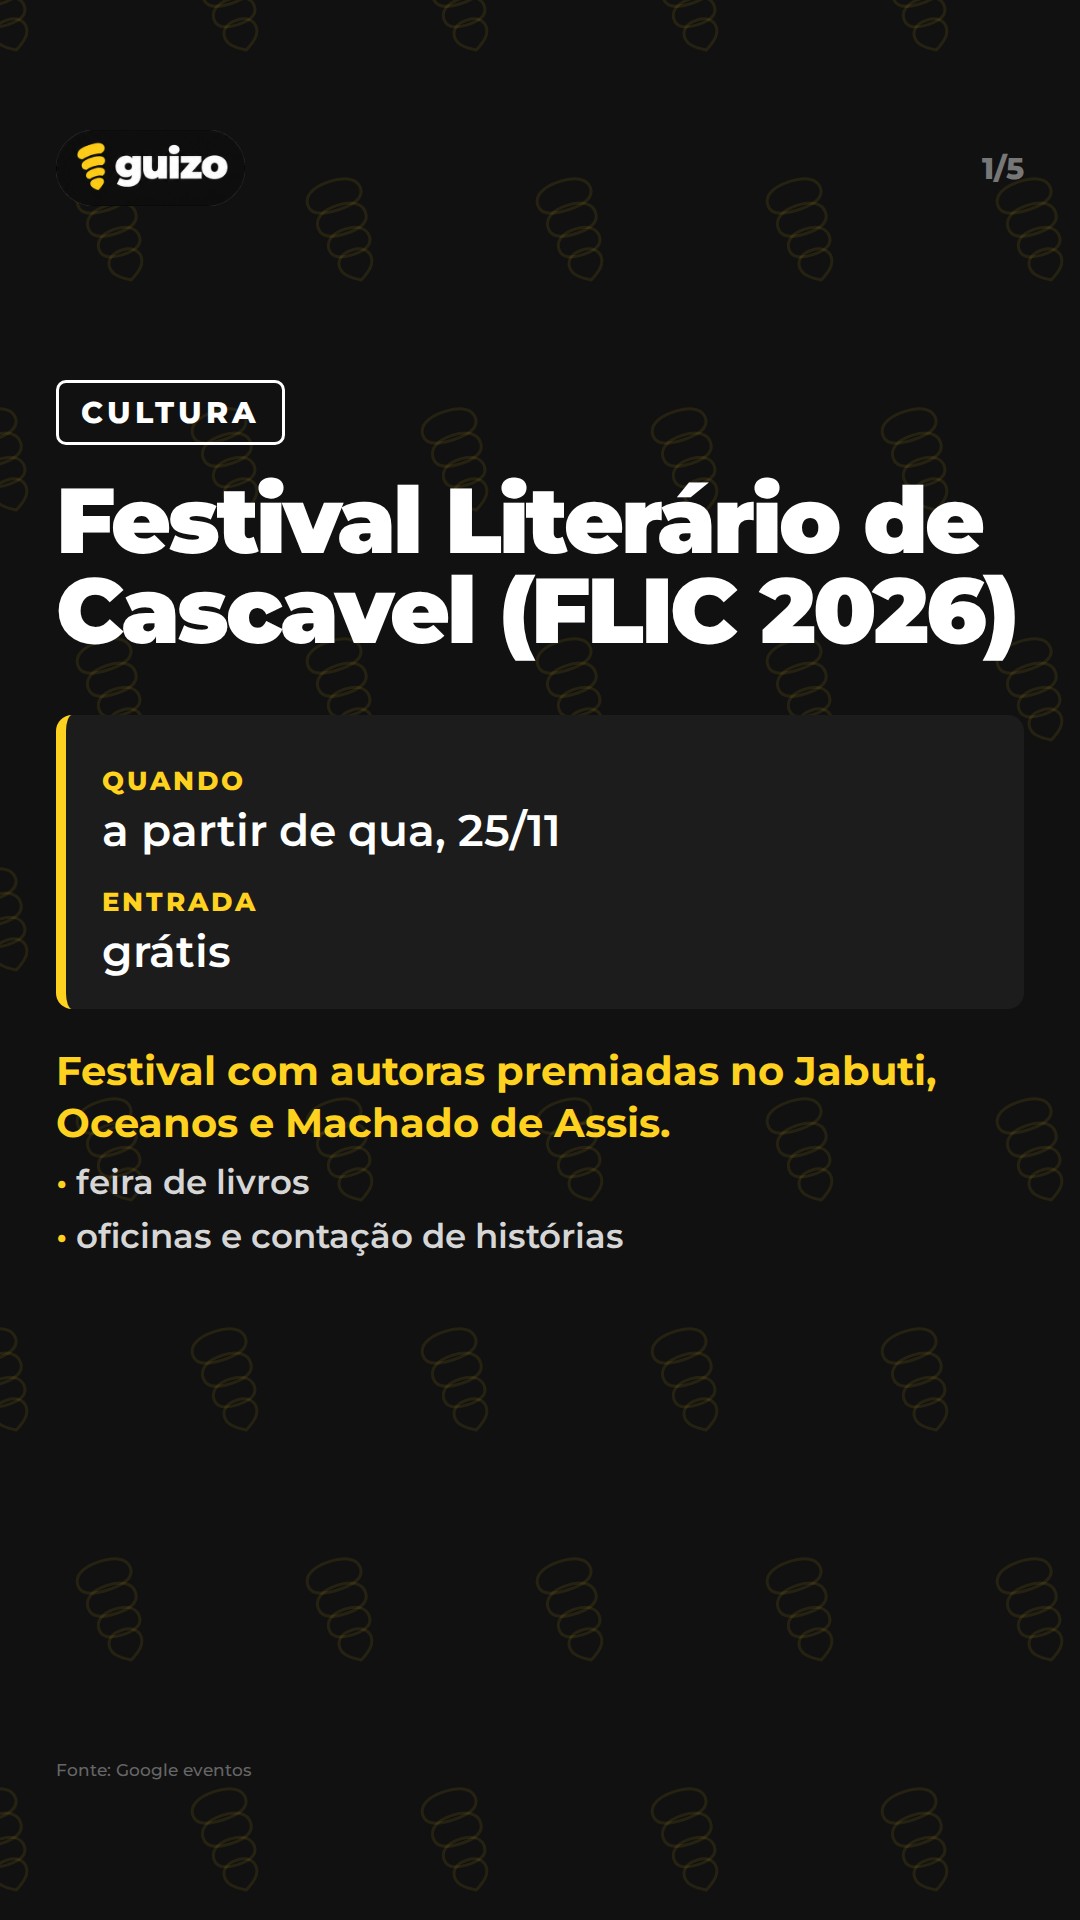 guizo
1/5
CULTURA
Festival Literário de
Cascavel (FLIC 2026)
QUANDO
a partir de qua, 25/11
ENTRADA
grátis
Festival com autoras premiadas no Jabuti,
Oceanos e Machado de Assis.
• feira de livros
• oficinas e contação de histórias
Fonte: Google eventos